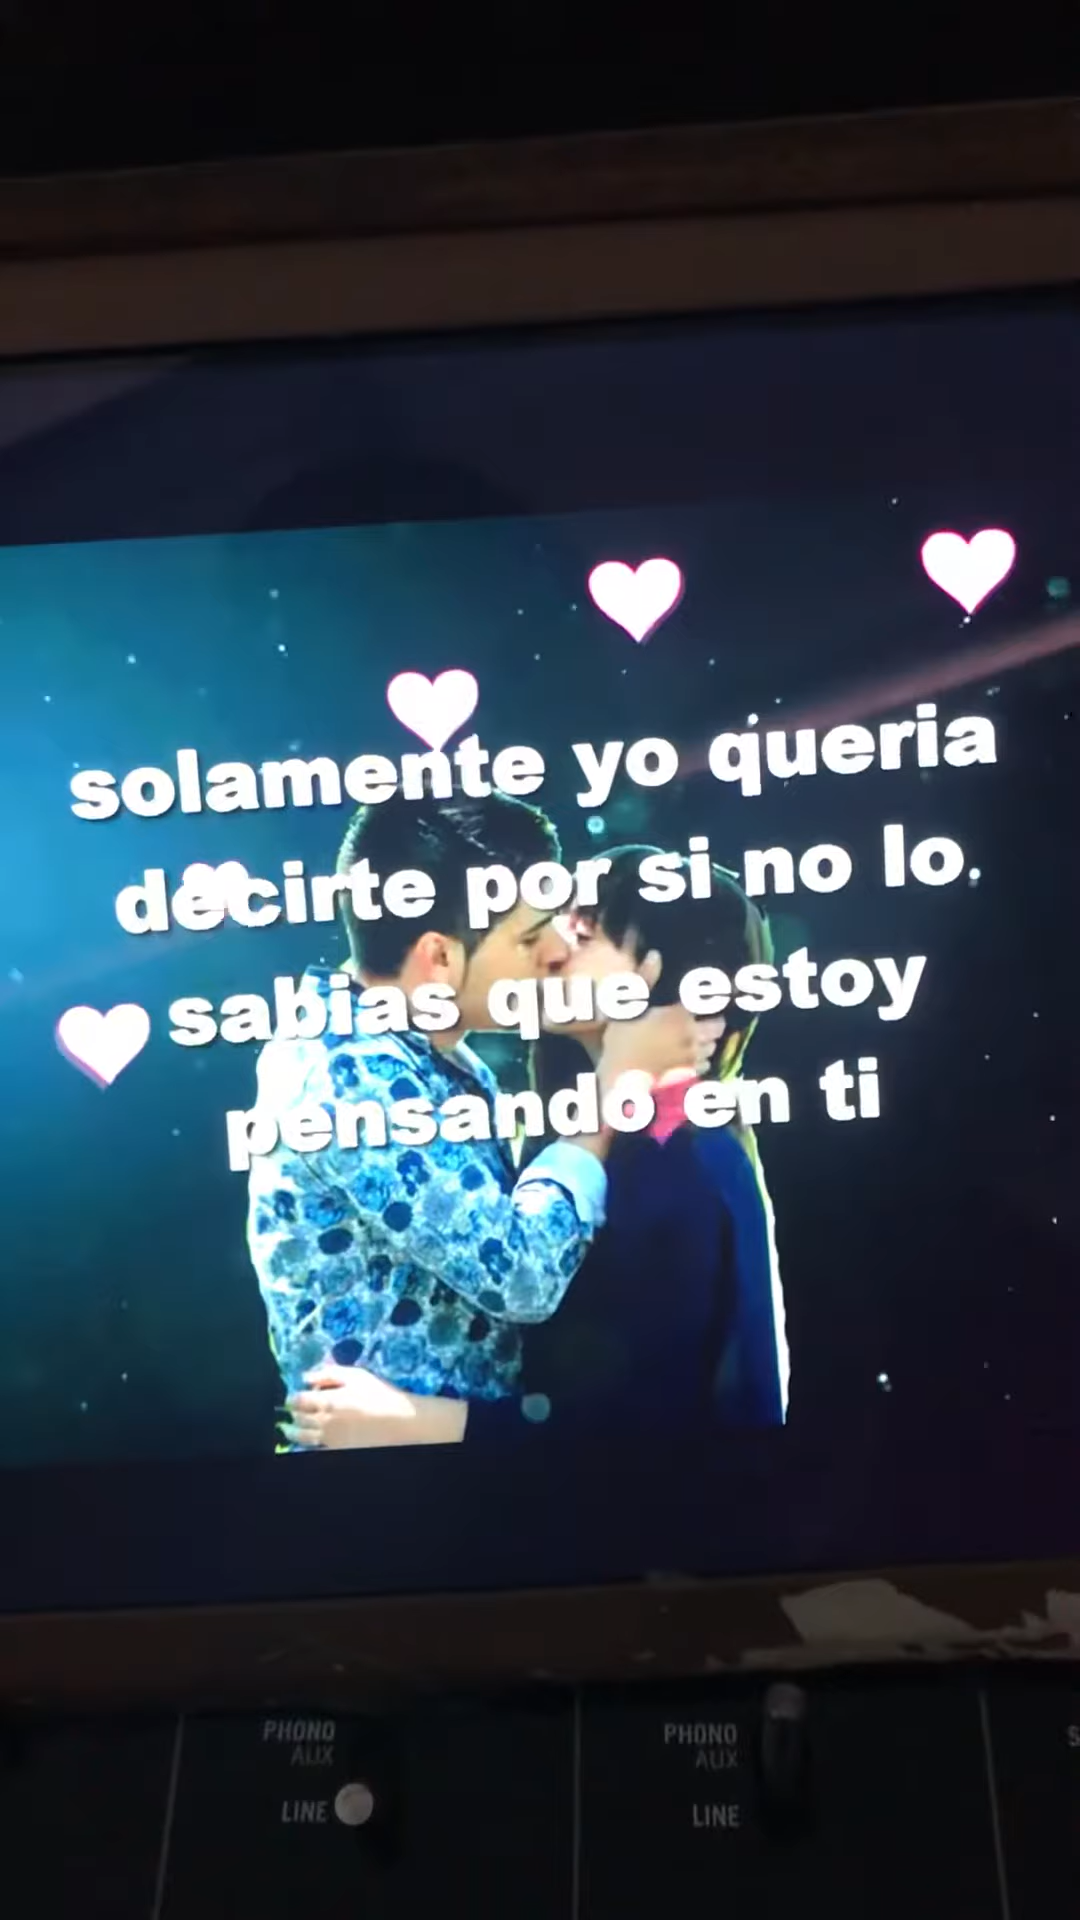 solamente yo queria
decirte por si no lo.
sabias que estoy
pensando en ti
PHONO
AUX
LINE
PHONO
AUX
LINE
S